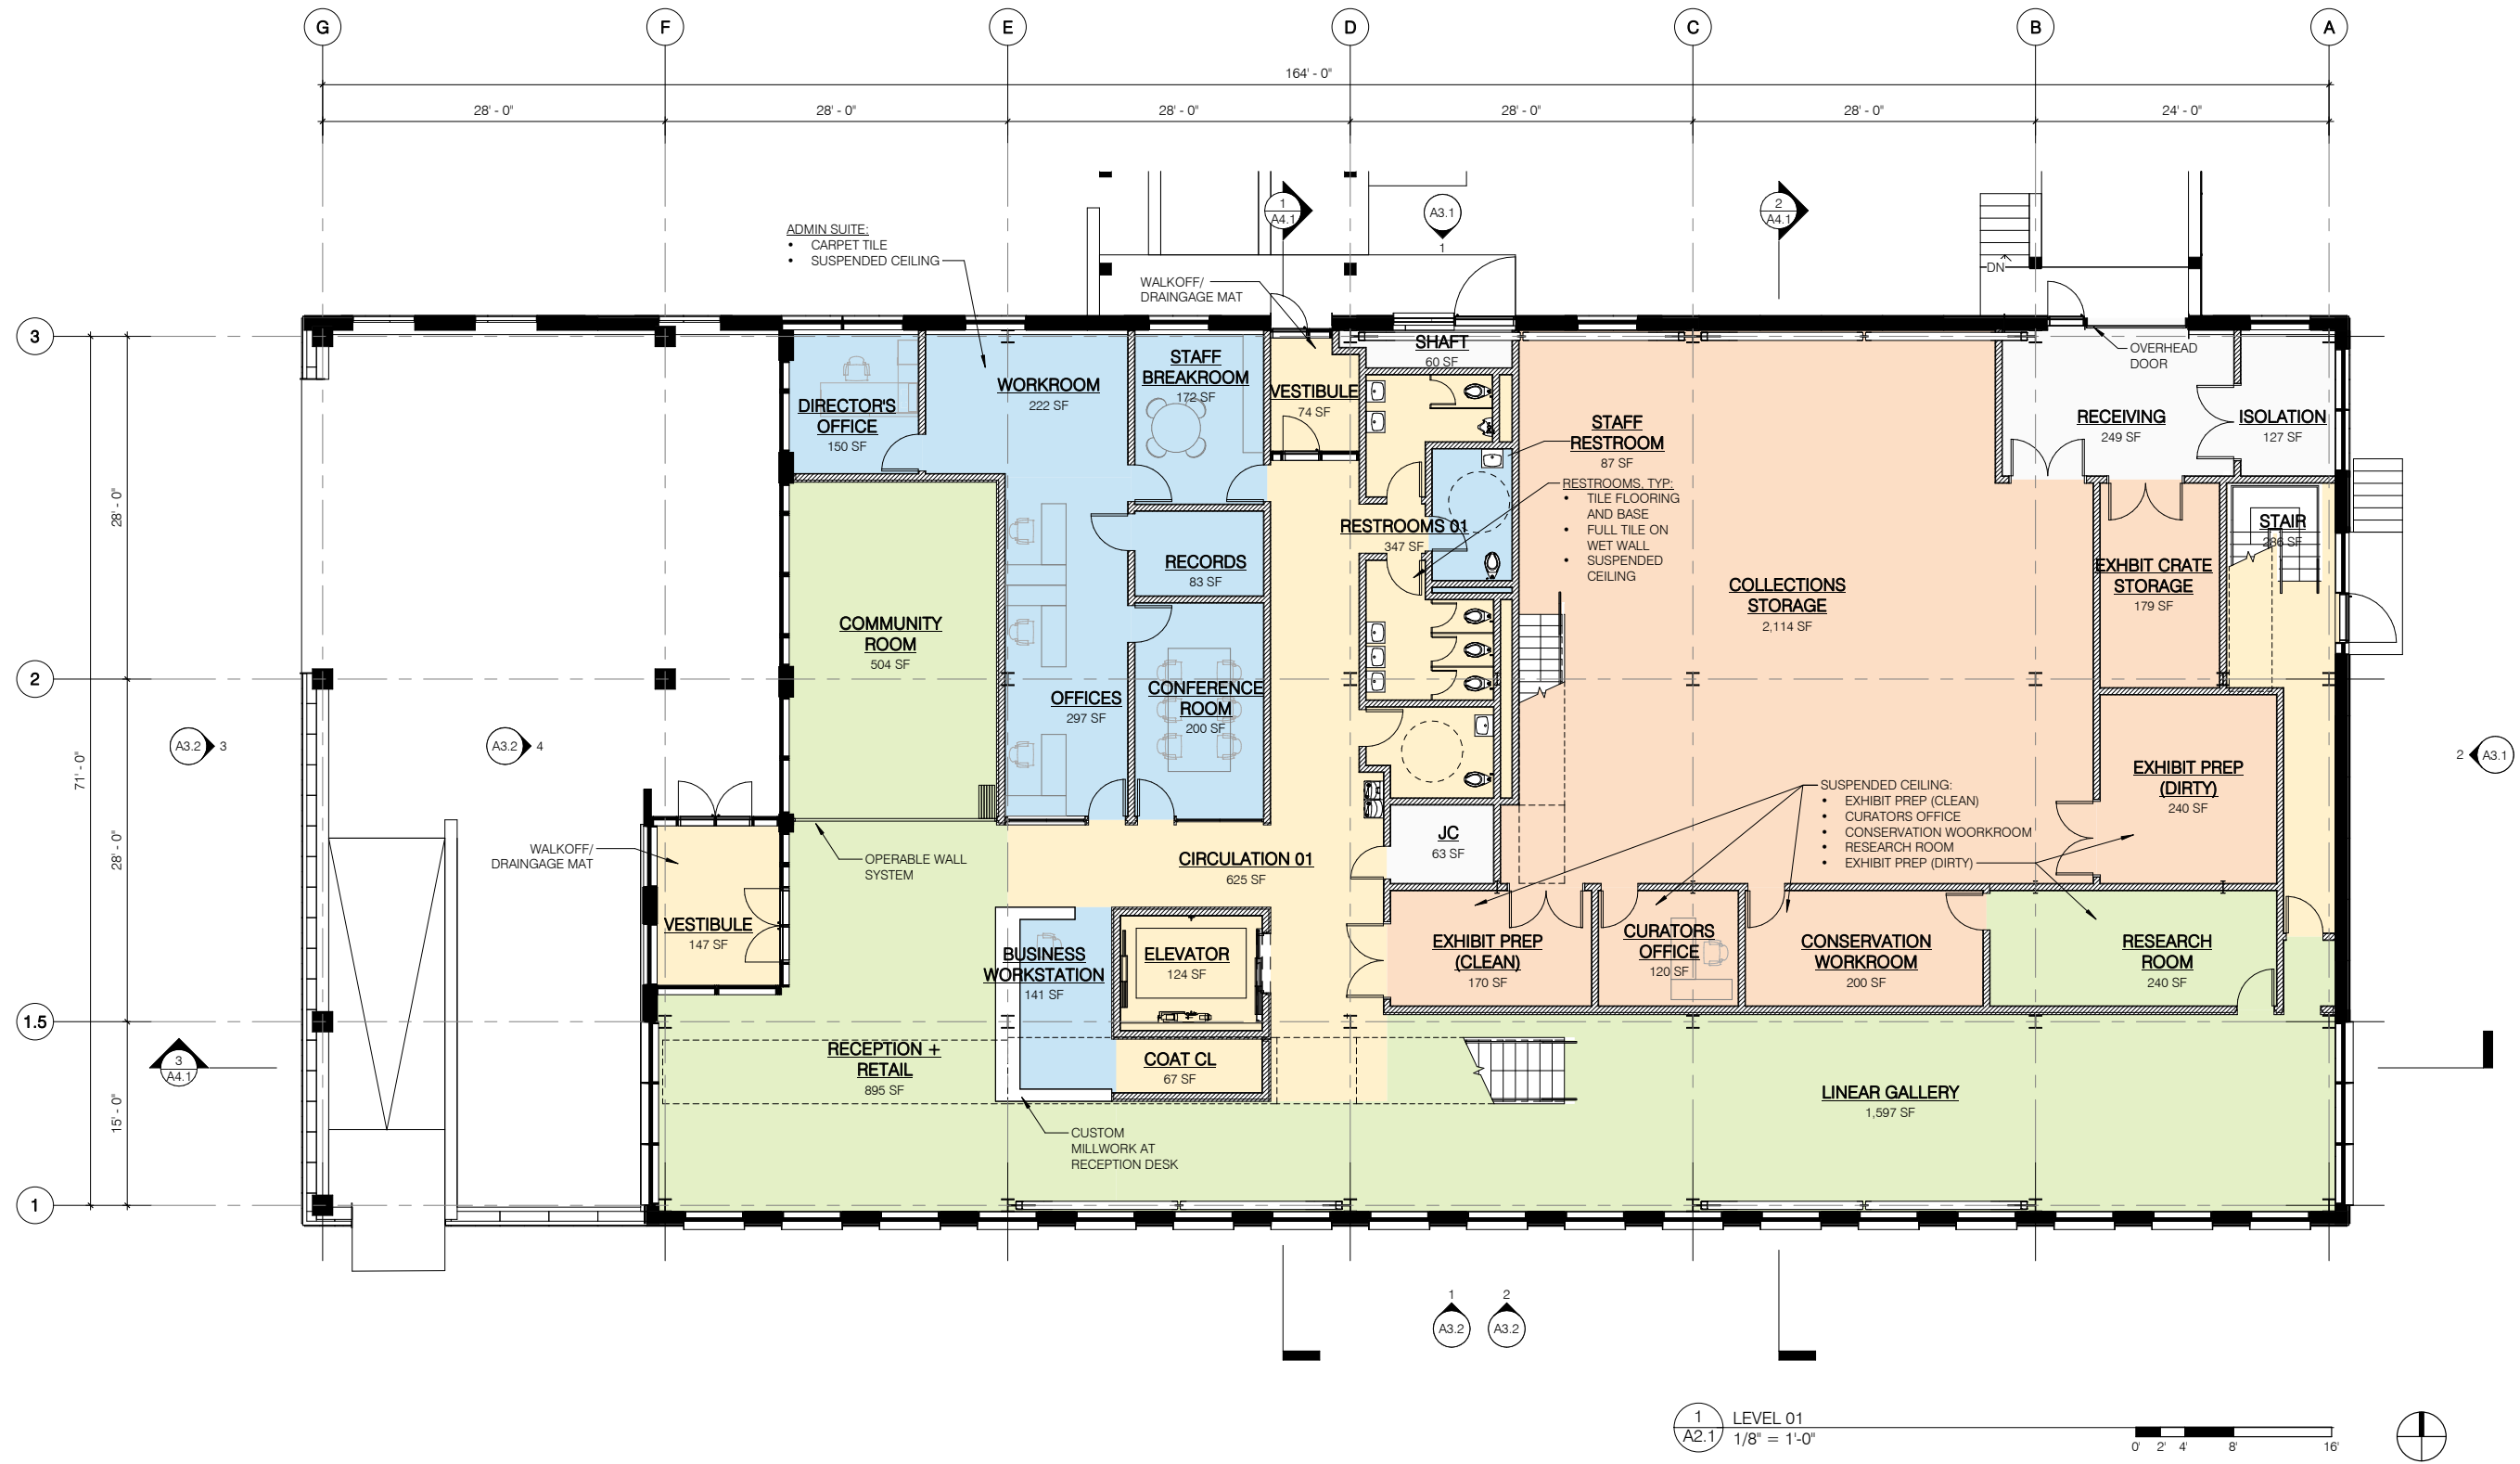 G F E D C B A
164' - 0"
28' - 0" 28' - 0" 28' - 0" 28' - 0" 28' - 0" 24' - 0"
1
A4.1
A3.1
1
2
A4.1
ADMIN SUITE:
• CARPET TILE
• SUSPENDED CEILING
WALKOFF/
DRAINGAGE MAT
DN
3
SHAFT
60 SF
OVERHEAD
DOOR
STAFF
BREAKROOM
172 SF
WORKROOM
222 SF
VESTIBULE
74 SF
DIRECTOR'S
OFFICE
150 SF
STAFF
RESTROOM
87 SF
RECEIVING
249 SF
ISOLATION
127 SF
RESTROOMS, TYP:
• TILE FLOORING
AND BASE
• FULL TILE ON
WET WALL
• SUSPENDED
CEILING
28' - 0"
RESTROOMS 01
347 SF
STAIR
286 SF
RECORDS
83 SF
EXHBIT CRATE
STORAGE
179 SF
COLLECTIONS
STORAGE
2,114 SF
COMMUNITY
ROOM
504 SF
2
CONFERENCE
ROOM
200 SF
OFFICES
297 SF
A3.2 3
A3.2 4
2 A3.1
71' - 0"
EXHIBIT PREP
(DIRTY)
240 SF
SUSPENDED CEILING:
• EXHIBIT PREP (CLEAN)
• CURATORS OFFICE
• CONSERVATION WOORKROOM
• RESEARCH ROOM
• EXHIBIT PREP (DIRTY)
28' - 0"
JC
63 SF
WALKOFF/
DRAINGAGE MAT
OPERABLE WALL
SYSTEM
CIRCULATION 01
625 SF
VESTIBULE
147 SF
BUSINESS
WORKSTATION
141 SF
ELEVATOR
124 SF
EXHIBIT PREP
(CLEAN)
170 SF
CURATORS
OFFICE
120 SF
CONSERVATION
WORKROOM
200 SF
RESEARCH
ROOM
240 SF
1.5
3
A4.1
RECEPTION +
RETAIL
895 SF
COAT CL
67 SF
LINEAR GALLERY
1,597 SF
15' - 0"
CUSTOM
MILLWORK AT
RECEPTION DESK
1
1
A3.2
2
A3.2
1
A2.1
LEVEL 01
1/8" = 1'-0"
0' 2' 4' 8' 16'